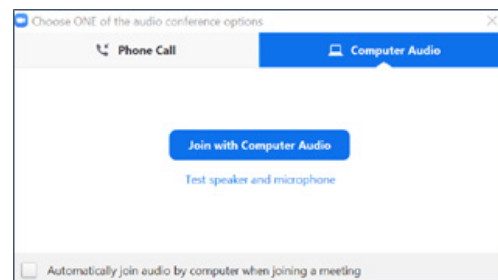 Choose ONE of the audio conference options
Phone Call
Computer Audio
Join with Computer Audio
Test speaker and microphone
Automatically join audio by computer when joining a meeting